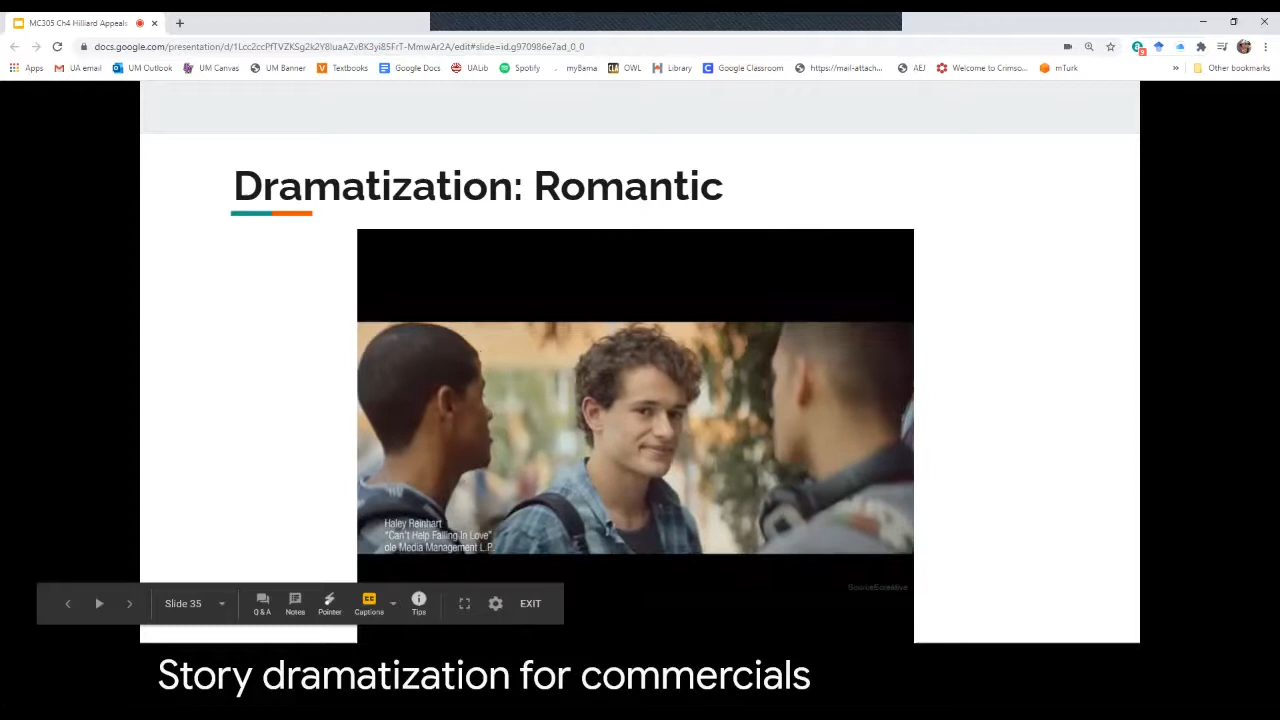 MC305 Ch4 Hilliard Appeals
docs.google.com/presentation/d/1Lcc2ccPfTVZKSg2k2Y8luaAZvBK3yi85FrT-MmwAr2A/edit#slide=id.g970986e7ad_0_0
Apps UA email UM Outlook UM Canvas UM Banner Textbooks Google Docs UALib Spotify myBama OWL Library Google Classroom https://mail-attach... AEJ Welcome to Crimso... mTurk » Other bookmarks
Dramatization: Romantic
Haley Reinhart
"Can't Help Falling In Love"
ole Media Management L.P.
SourceEcreative
Slide 35 Q & A Notes Pointer Captions Tips EXIT
Story dramatization for commercials